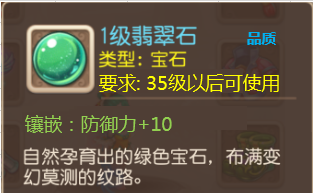 1级翡翠石 品质
类型: 宝石
要求: 35级以后可使用
镶嵌：防御力+10
自然孕育出的绿色宝石，布满变
幻莫测的纹路。